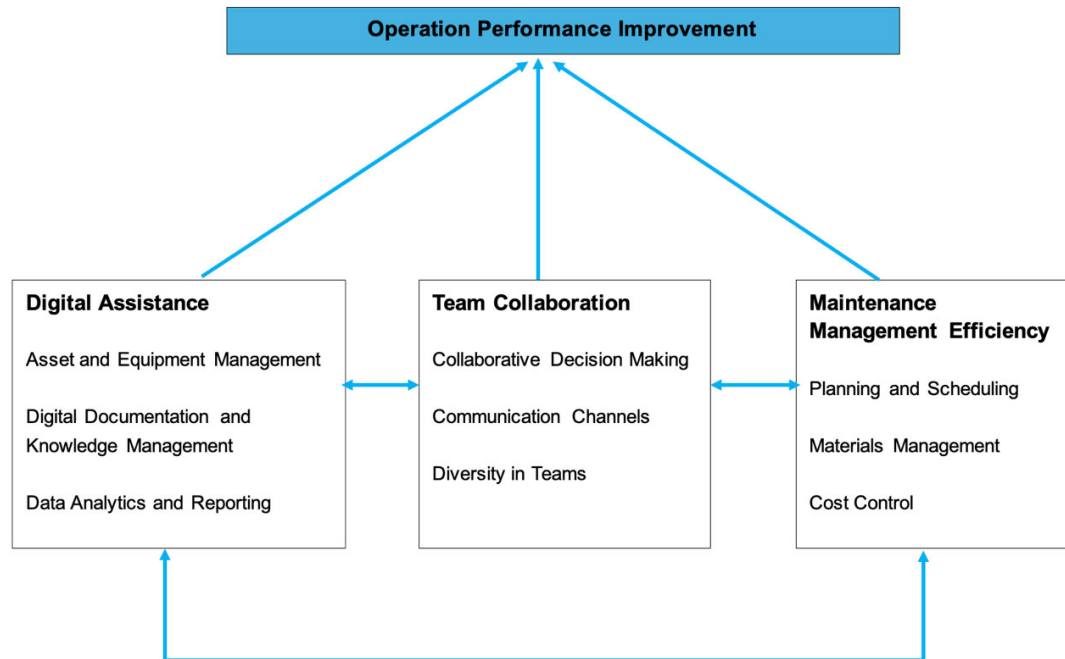 Operation Performance Improvement
Digital Assistance
Asset and Equipment Management
Digital Documentation and
Knowledge Management
Data Analytics and Reporting
Team Collaboration
Collaborative Decision Making
Communication Channels
Diversity in Teams
Maintenance
Management Efficiency
Planning and Scheduling
Materials Management
Cost Control